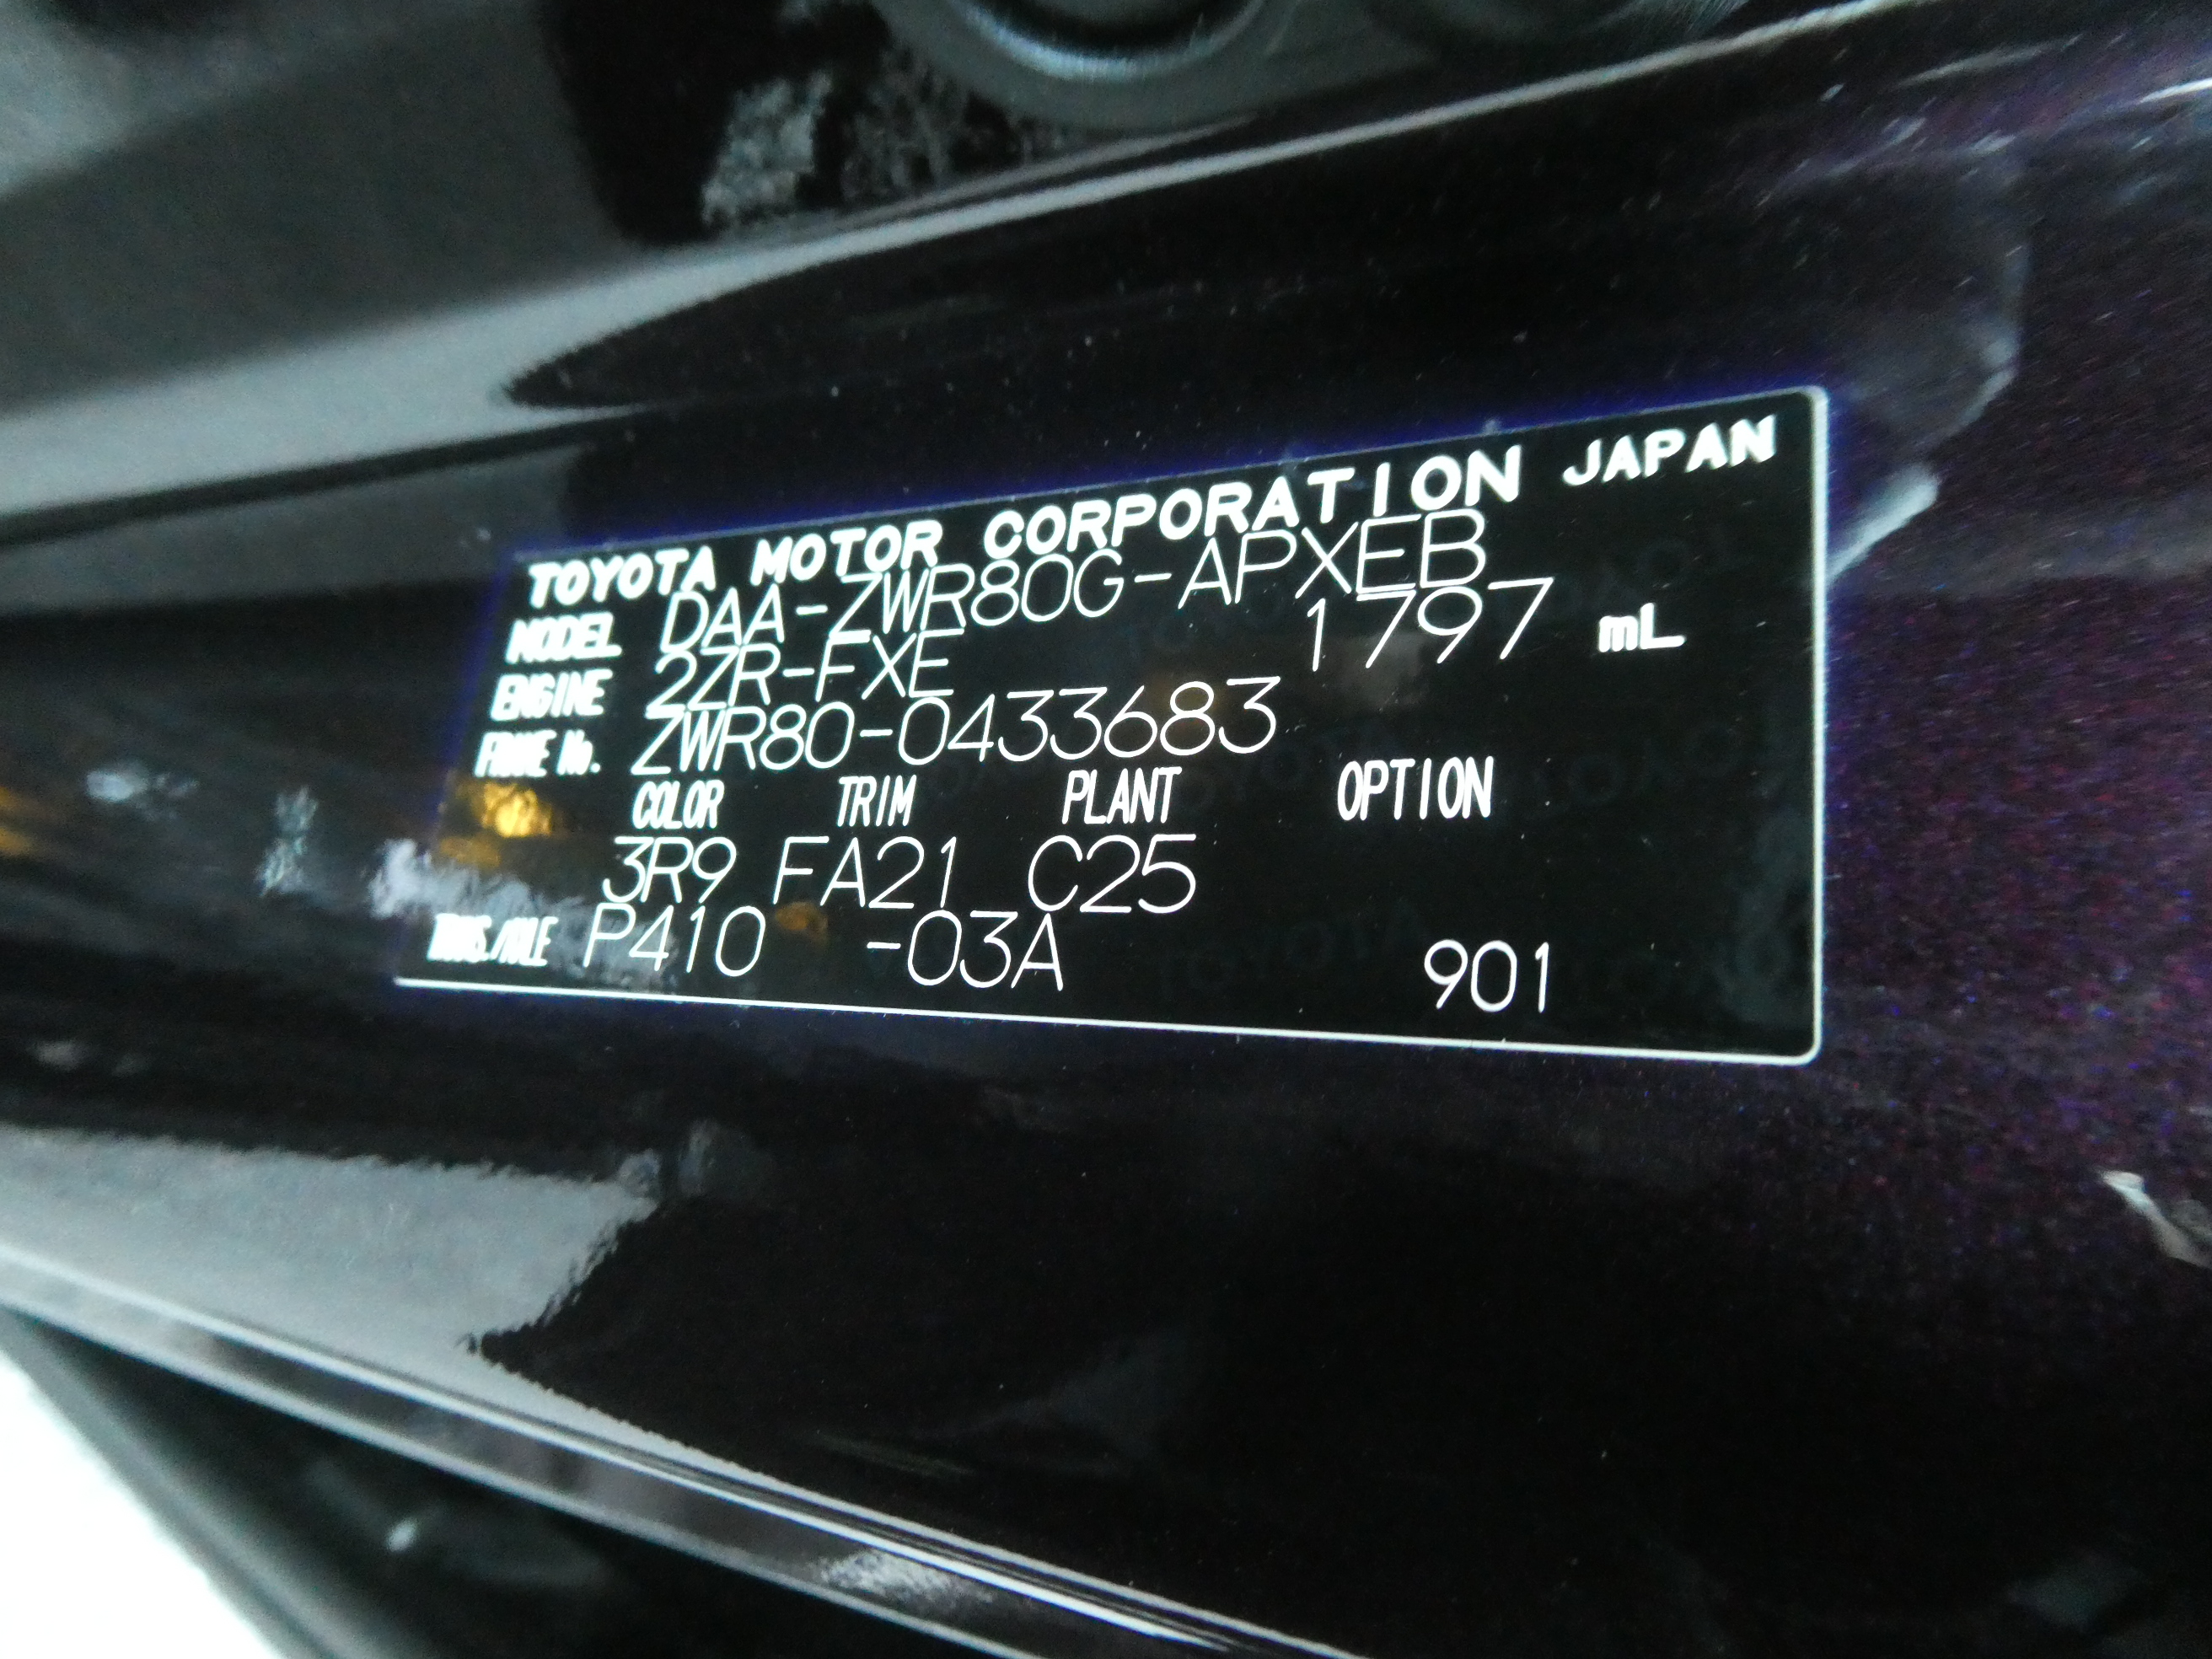 TOYOTA MOTOR CORPORATION JAPAN
MODEL DAA-ZWR80G-APXEB
ENGINE 2ZR-FXE 1797 mL
FRAME No. ZWR80-0433683
COLOR TRIM PLANT OPTION
3R9 FA21 C25
TRANS./AXLE P410 -03A 901